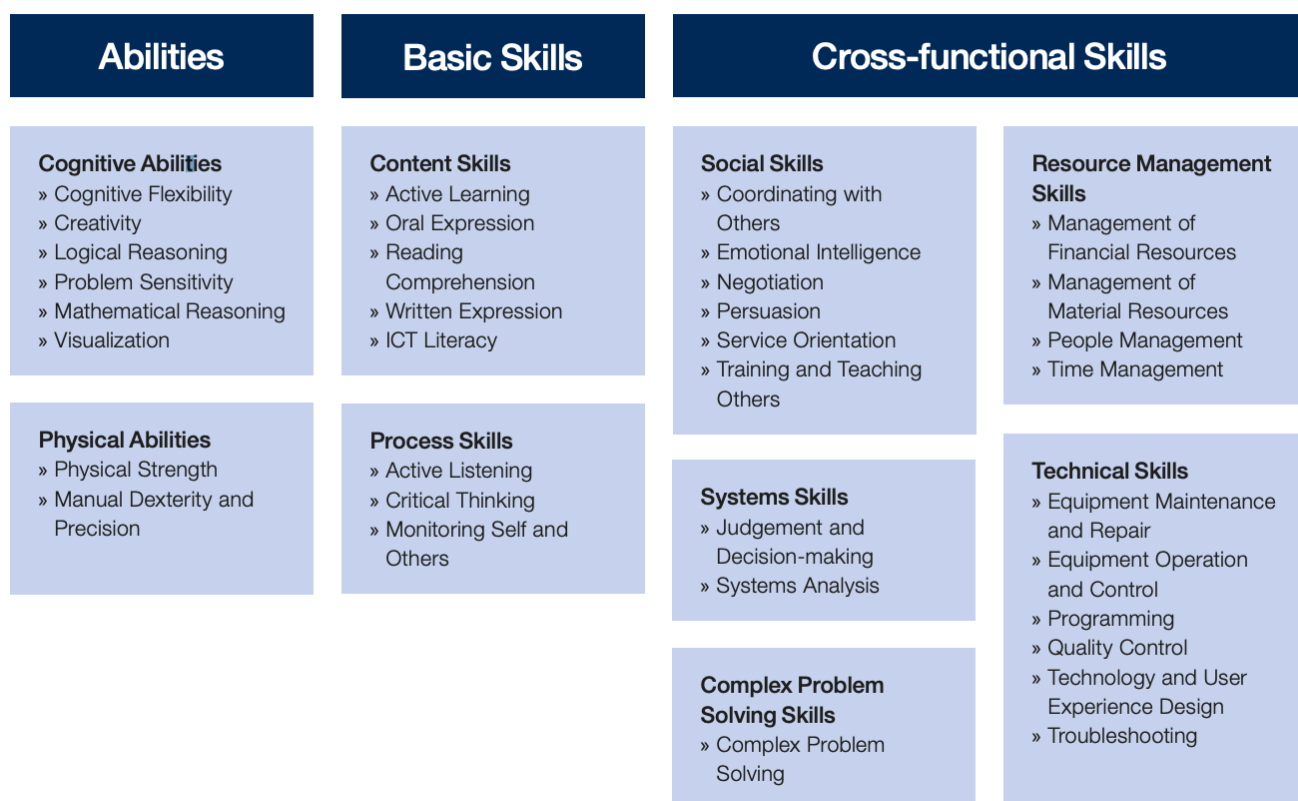 Abilities
Cognitive Abilities
» Cognitive Flexibility
» Creativity
» Logical Reasoning
» Problem Sensitivity
» Mathematical Reasoning
» Visualization
Physical Abilities
» Physical Strength
» Manual Dexterity and
Precision
Basic Skills
Content Skills
» Active Learning
» Oral Expression
» Reading
Comprehension
» Written Expression
» ICT Literacy
Process Skills
» Active Listening
» Critical Thinking
» Monitoring Self and
Others
Cross-functional Skills
Social Skills
» Coordinating with
Others
» Emotional Intelligence
» Negotiation
» Persuasion
» Service Orientation
» Training and Teaching
Others
Systems Skills
» Judgement and
Decision-making
» Systems Analysis
Complex Problem
Solving Skills
» Complex Problem
Solving
Resource Management
Skills
» Management of
Financial Resources
» Management of
Material Resources
» People Management
» Time Management
Technical Skills
» Equipment Maintenance
and Repair
» Equipment Operation
and Control
» Programming
» Quality Control
» Technology and User
Experience Design
» Troubleshooting